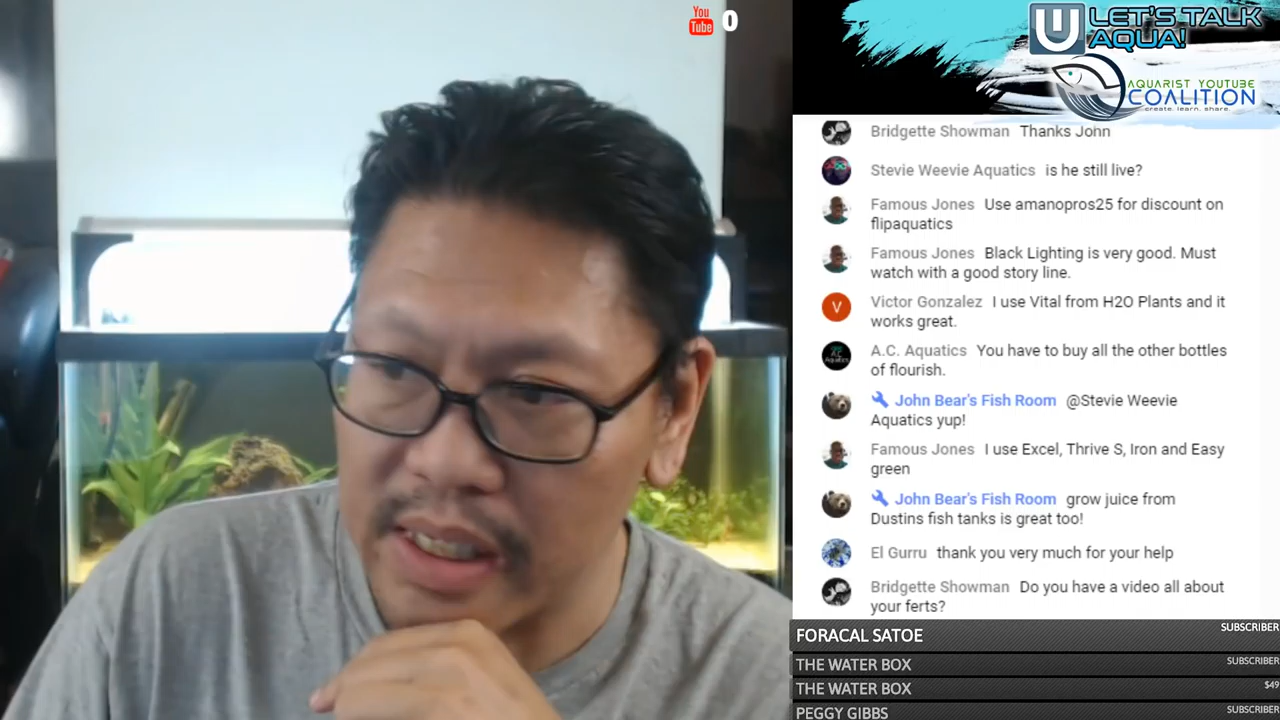 You
Tube
0
LET'S TALK
AQUA!
AQUARIST YOUTUBE
COALITION
create. learn. share.
Bridgette Showman Thanks John
Stevie Weevie Aquatics is he still live?
Famous Jones Use amanopros25 for discount on
flipaquatics
Famous Jones Black Lighting is very good. Must
watch with a good story line.
V
Victor Gonzalez I use Vital from H2O Plants and it
works great.
A.C. Aquatics You have to buy all the other bottles
of flourish.
John Bear's Fish Room @Stevie Weevie
Aquatics yup!
Famous Jones I use Excel, Thrive S, Iron and Easy
green
John Bear's Fish Room grow juice from
Dustins fish tanks is great too!
El Gurru thank you very much for your help
Bridgette Showman Do you have a video all about
your ferts?
FORACAL SATOE SUBSCRIBER
THE WATER BOX SUBSCRIBER
THE WATER BOX $49
PEGGY GIBBS SUBSCRIBER